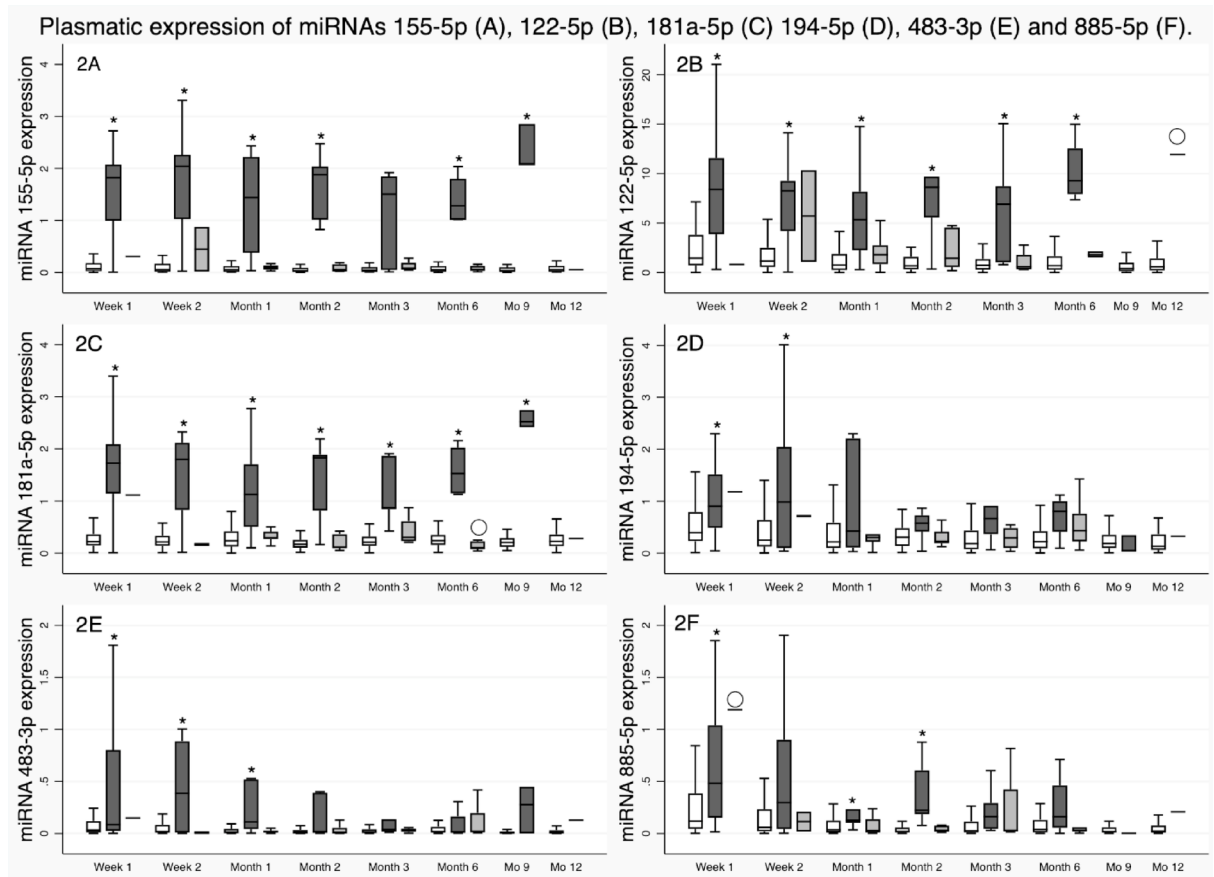 Plasmatic expression of miRNAs 155-5p (A), 122-5p (B), 181a-5p (C) 194-5p (D), 483-3p (E) and 885-5p (F).
2A
miRNA 155-5p expression
4
3
2
1
0
* * * * * *
Week 1 Week 2 Month 1 Month 2 Month 3 Month 6 Mo 9 Mo 12
2B
miRNA 122-5p expression
20
15
10
5
0
* * * * * *
Week 1 Week 2 Month 1 Month 2 Month 3 Month 6 Mo 9 Mo 12
2C
miRNA 181a-5p expression
4
3
2
1
0
* * * * * * *
Week 1 Week 2 Month 1 Month 2 Month 3 Month 6 Mo 9 Mo 12
2D
miRNA 194-5p expression
4
3
2
1
0
* *
Week 1 Week 2 Month 1 Month 2 Month 3 Month 6 Mo 9 Mo 12
2E
miRNA 483-3p expression
2
1.5
1
.5
0
* * *
Week 1 Week 2 Month 1 Month 2 Month 3 Month 6 Mo 9 Mo 12
2F
miRNA 885-5p expression
2
1.5
1
.5
0
* * *
Week 1 Week 2 Month 1 Month 2 Month 3 Month 6 Mo 9 Mo 12